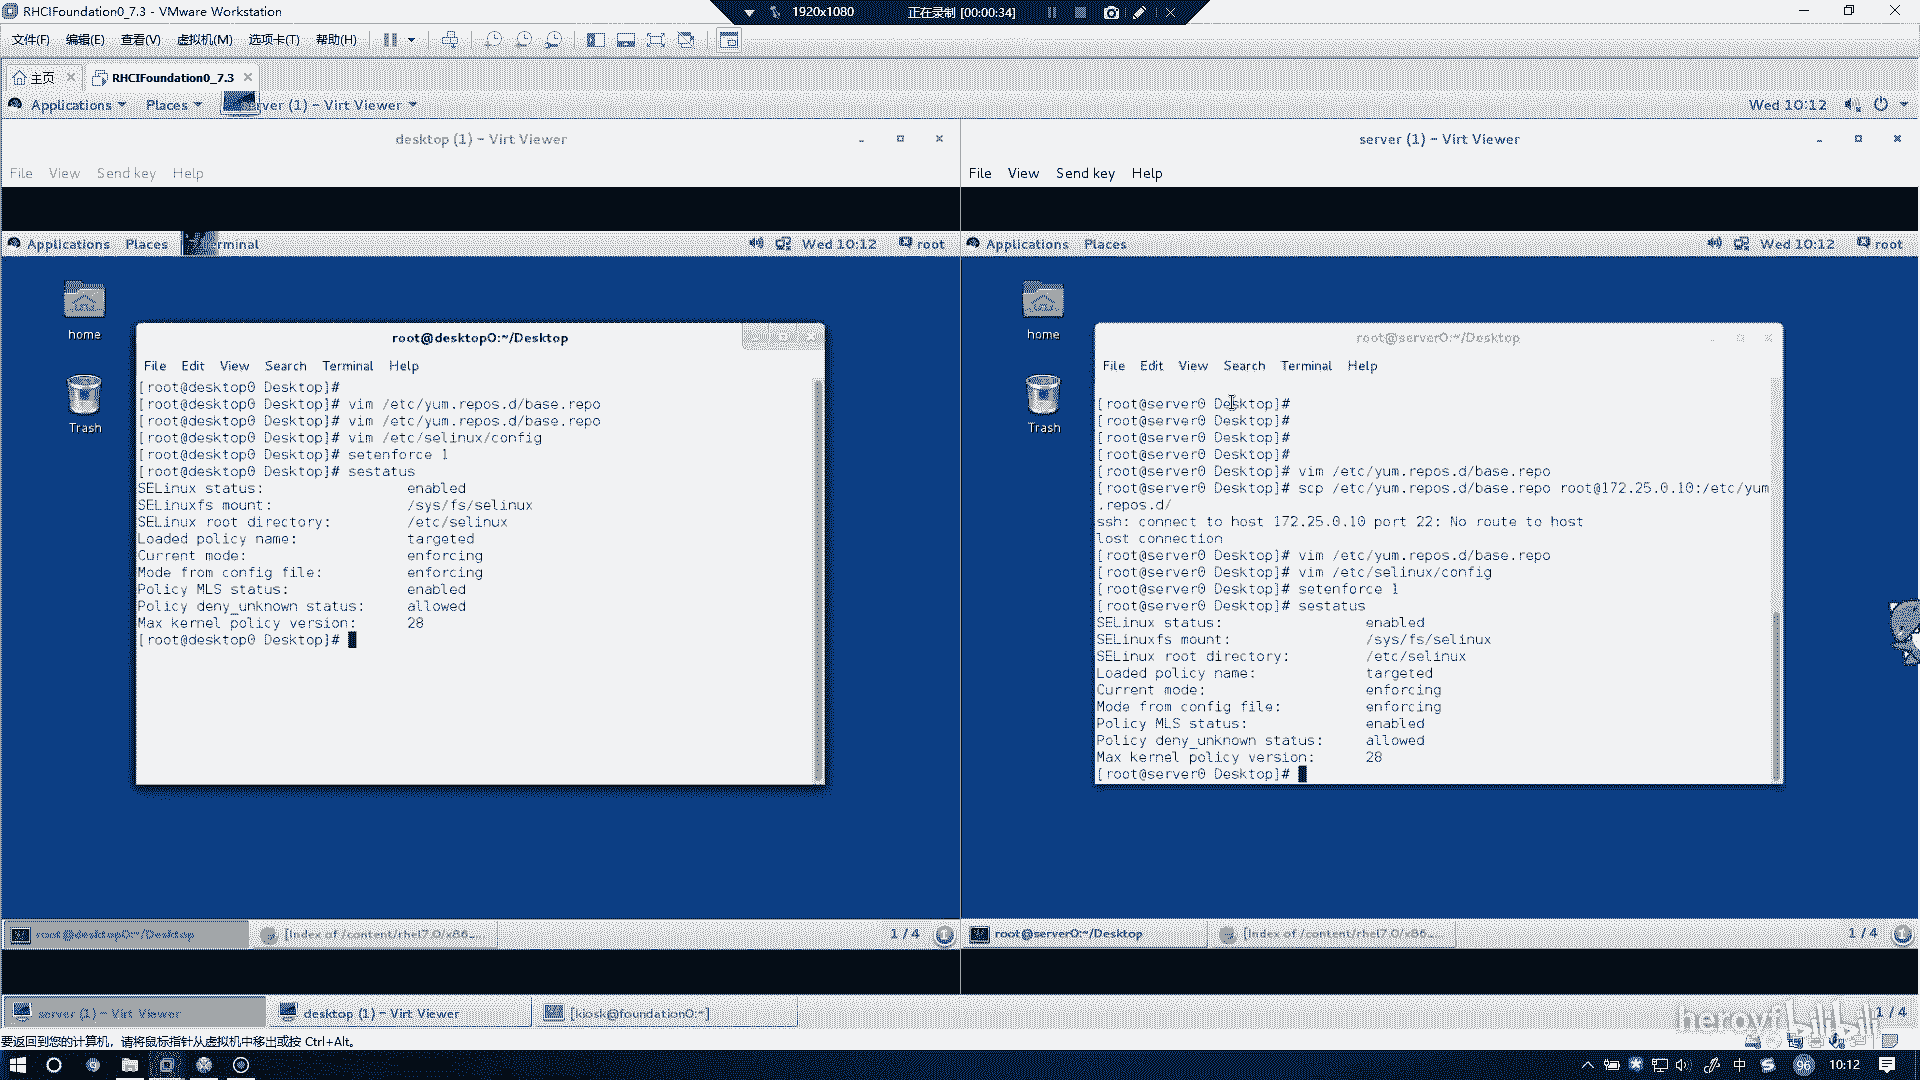 RHCIFoundation0_7.3 - VMware Workstation
1920x1080
正在录制 [00:00:34]
文件(F) 编辑(E) 查看(V) 虚拟机(M) 选项卡(T) 帮助(H)
主页
RHCIFoundation0_7.3
Applications Places (1) - Virt Viewer
Wed 10:12
desktop (1) - Virt Viewer
File View Send key Help
Applications Places
Wed 10:12 root
home
Trash
root@desktop0:~/Desktop
File Edit View Search Terminal Help
[root@desktop0 Desktop]#
[root@desktop0 Desktop]# vim /etc/yum.repos.d/base.repo
[root@desktop0 Desktop]# vim /etc/yum.repos.d/base.repo
[root@desktop0 Desktop]# vim /etc/selinux/config
[root@desktop0 Desktop]# setenforce 1
[root@desktop0 Desktop]# sestatus
SELinux status: enabled
SELinuxfs mount: /sys/fs/selinux
SELinux root directory: /etc/selinux
Loaded policy name: targeted
Current mode: enforcing
Mode from config file: enforcing
Policy MLS status: enabled
Policy deny_unknown status: allowed
Max kernel policy version: 28
[root@desktop0 Desktop]#
root@desktop0:~/Desktop
[Index of /content/rhel7.0/x86_...
1 / 4
1
server (1) - Virt Viewer
File View Send key Help
Applications Places
Wed 10:12 root
home
Trash
root@server0:~/Desktop
File Edit View Search Terminal Help
[root@server0 Desktop]#
[root@server0 Desktop]#
[root@server0 Desktop]#
[root@server0 Desktop]#
[root@server0 Desktop]# vim /etc/yum.repos.d/base.repo
[root@server0 Desktop]# scp /etc/yum.repos.d/base.repo root@172.25.0.10:/etc/yum
.repos.d/
ssh: connect to host 172.25.0.10 port 22: No route to host
lost connection
[root@server0 Desktop]# vim /etc/yum.repos.d/base.repo
[root@server0 Desktop]# vim /etc/selinux/config
[root@server0 Desktop]# setenforce 1
[root@server0 Desktop]# sestatus
SELinux status: enabled
SELinuxfs mount: /sys/fs/selinux
SELinux root directory: /etc/selinux
Loaded policy name: targeted
Current mode: enforcing
Mode from config file: enforcing
Policy MLS status: enabled
Policy deny_unknown status: allowed
Max kernel policy version: 28
[root@server0 Desktop]#
root@server0:~/Desktop
[Index of /content/rhel7.0/x86_...
1 / 4
1
server (1) - Virt Viewer
desktop (1) - Virt Viewer
[kiosk@foundation0:~]
1 / 4
bilibili
要返回到您的计算机，请将鼠标指针从虚拟机中移出或按 Ctrl+Alt。
中
96
10:12